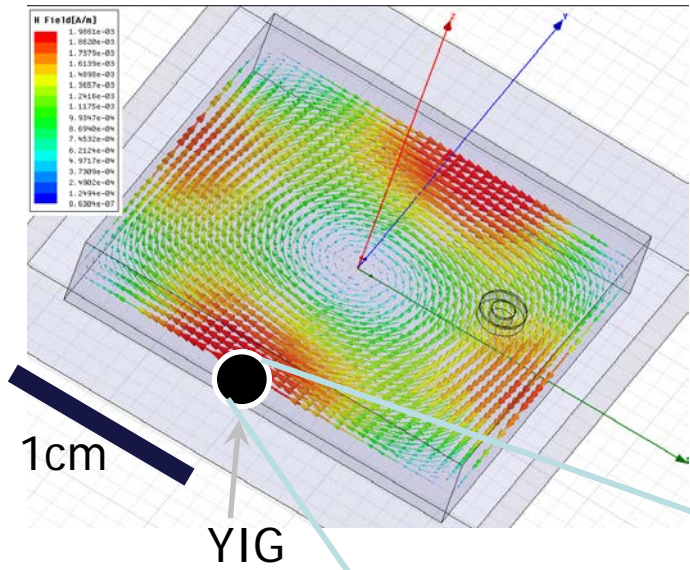 H Field[A/m]
1.9861e-03
1.8620e-03
1.7379e-03
1.6139e-03
1.4898e-03
1.3657e-03
1.2416e-03
1.1175e-03
9.9347e-04
8.6940e-04
7.4532e-04
6.2124e-04
4.9717e-04
3.7309e-04
2.4902e-04
1.2494e-04
8.6304e-07
Z
Y
1cm
YIG